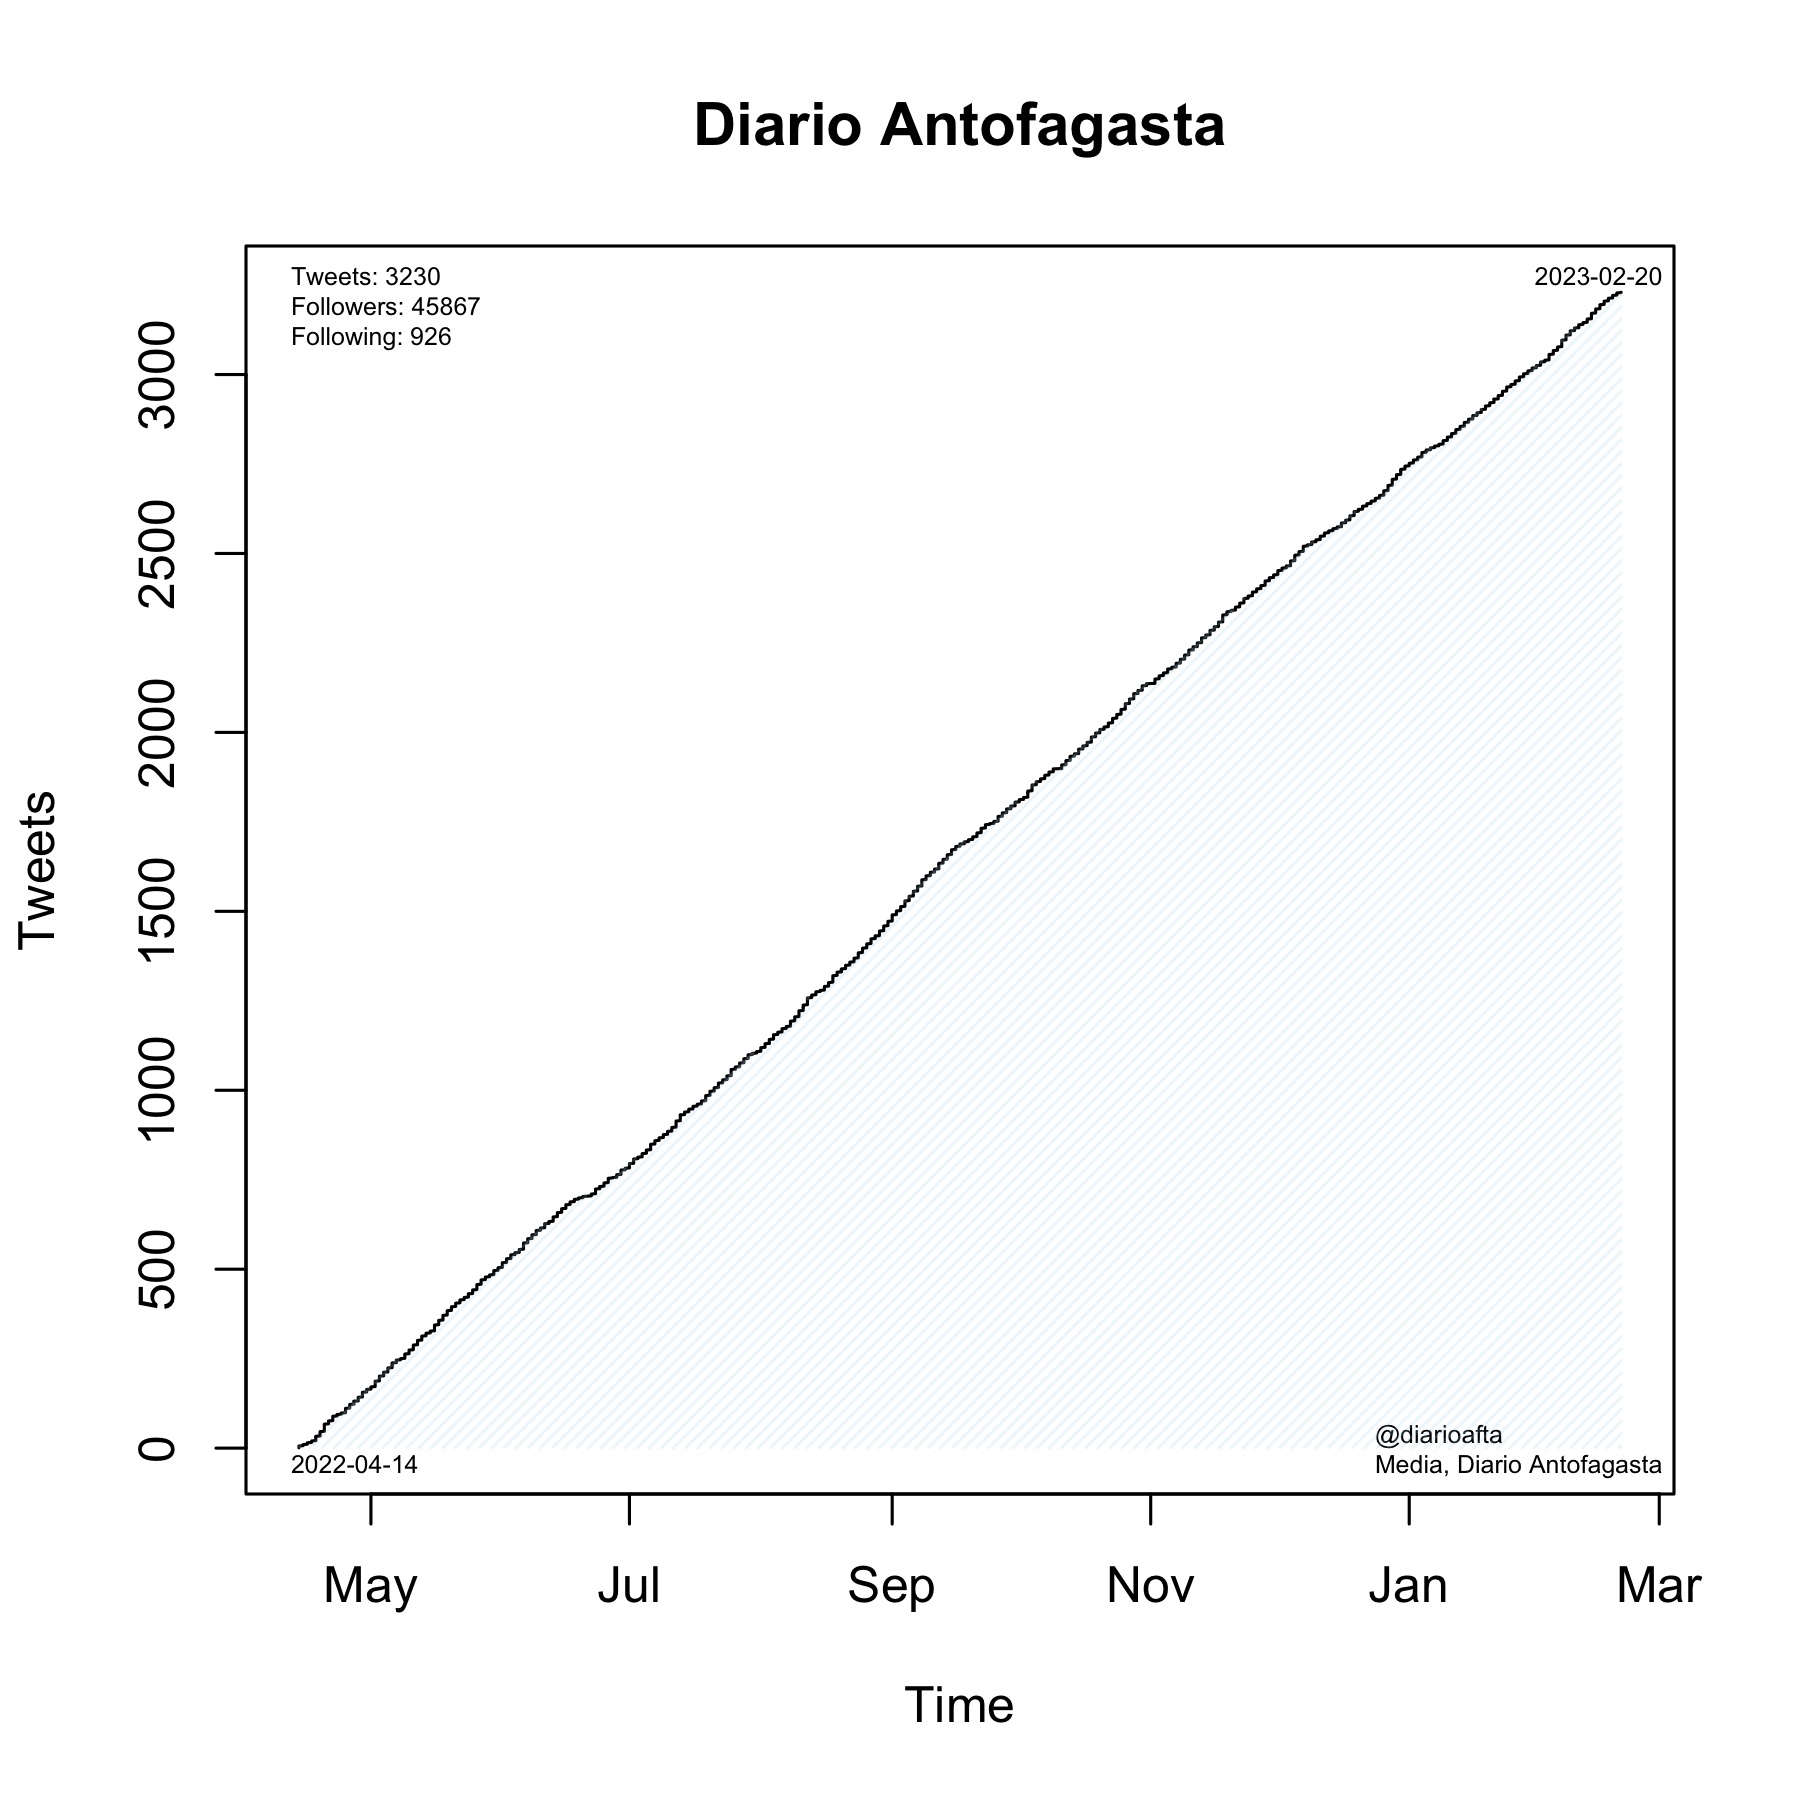 Diario Antofagasta
Tweets: 3230
Followers: 45867
Following: 926
2023-02-20
3000
2500
2000
1500
1000
500
0
Tweets
@diarioafta
Media, Diario Antofagasta
2022-04-14
May
Jul
Sep
Nov
Jan
Mar
Time